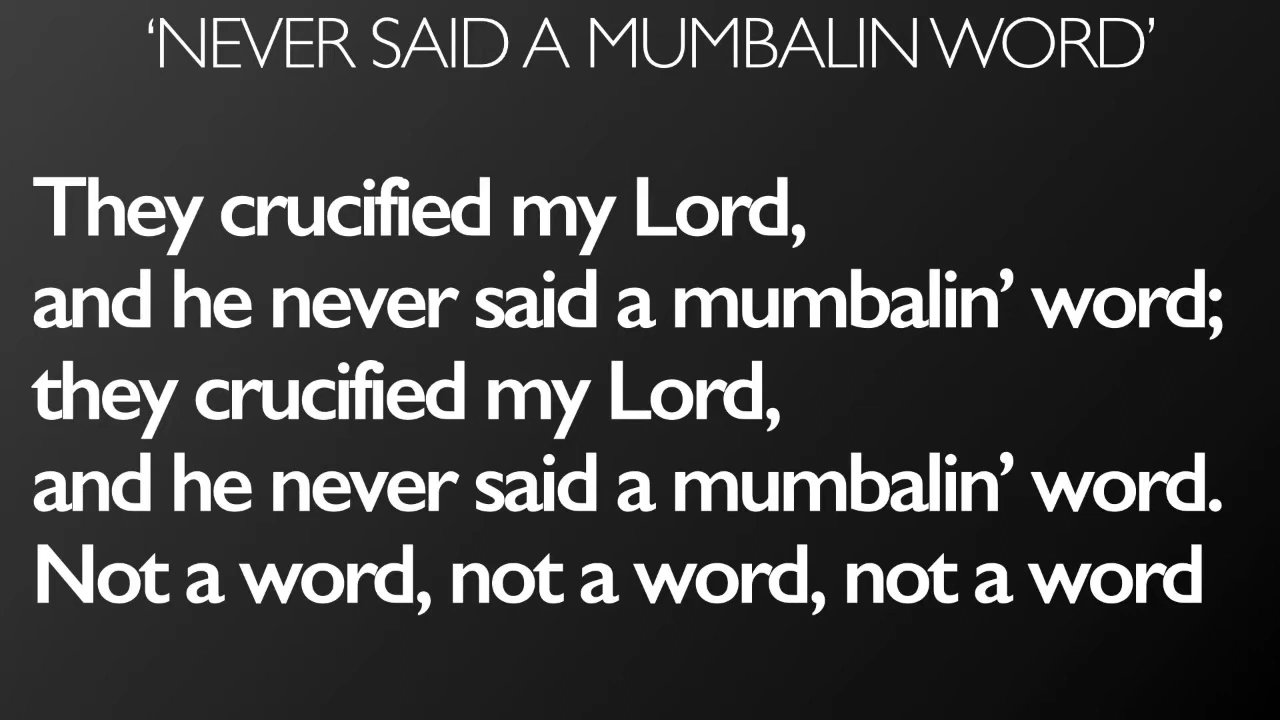 ‘NEVER SAID A MUMBALIN WORD’
They crucified my Lord,
and he never said a mumbalin’ word;
they crucified my Lord,
and he never said a mumbalin’ word.
Not a word, not a word, not a word